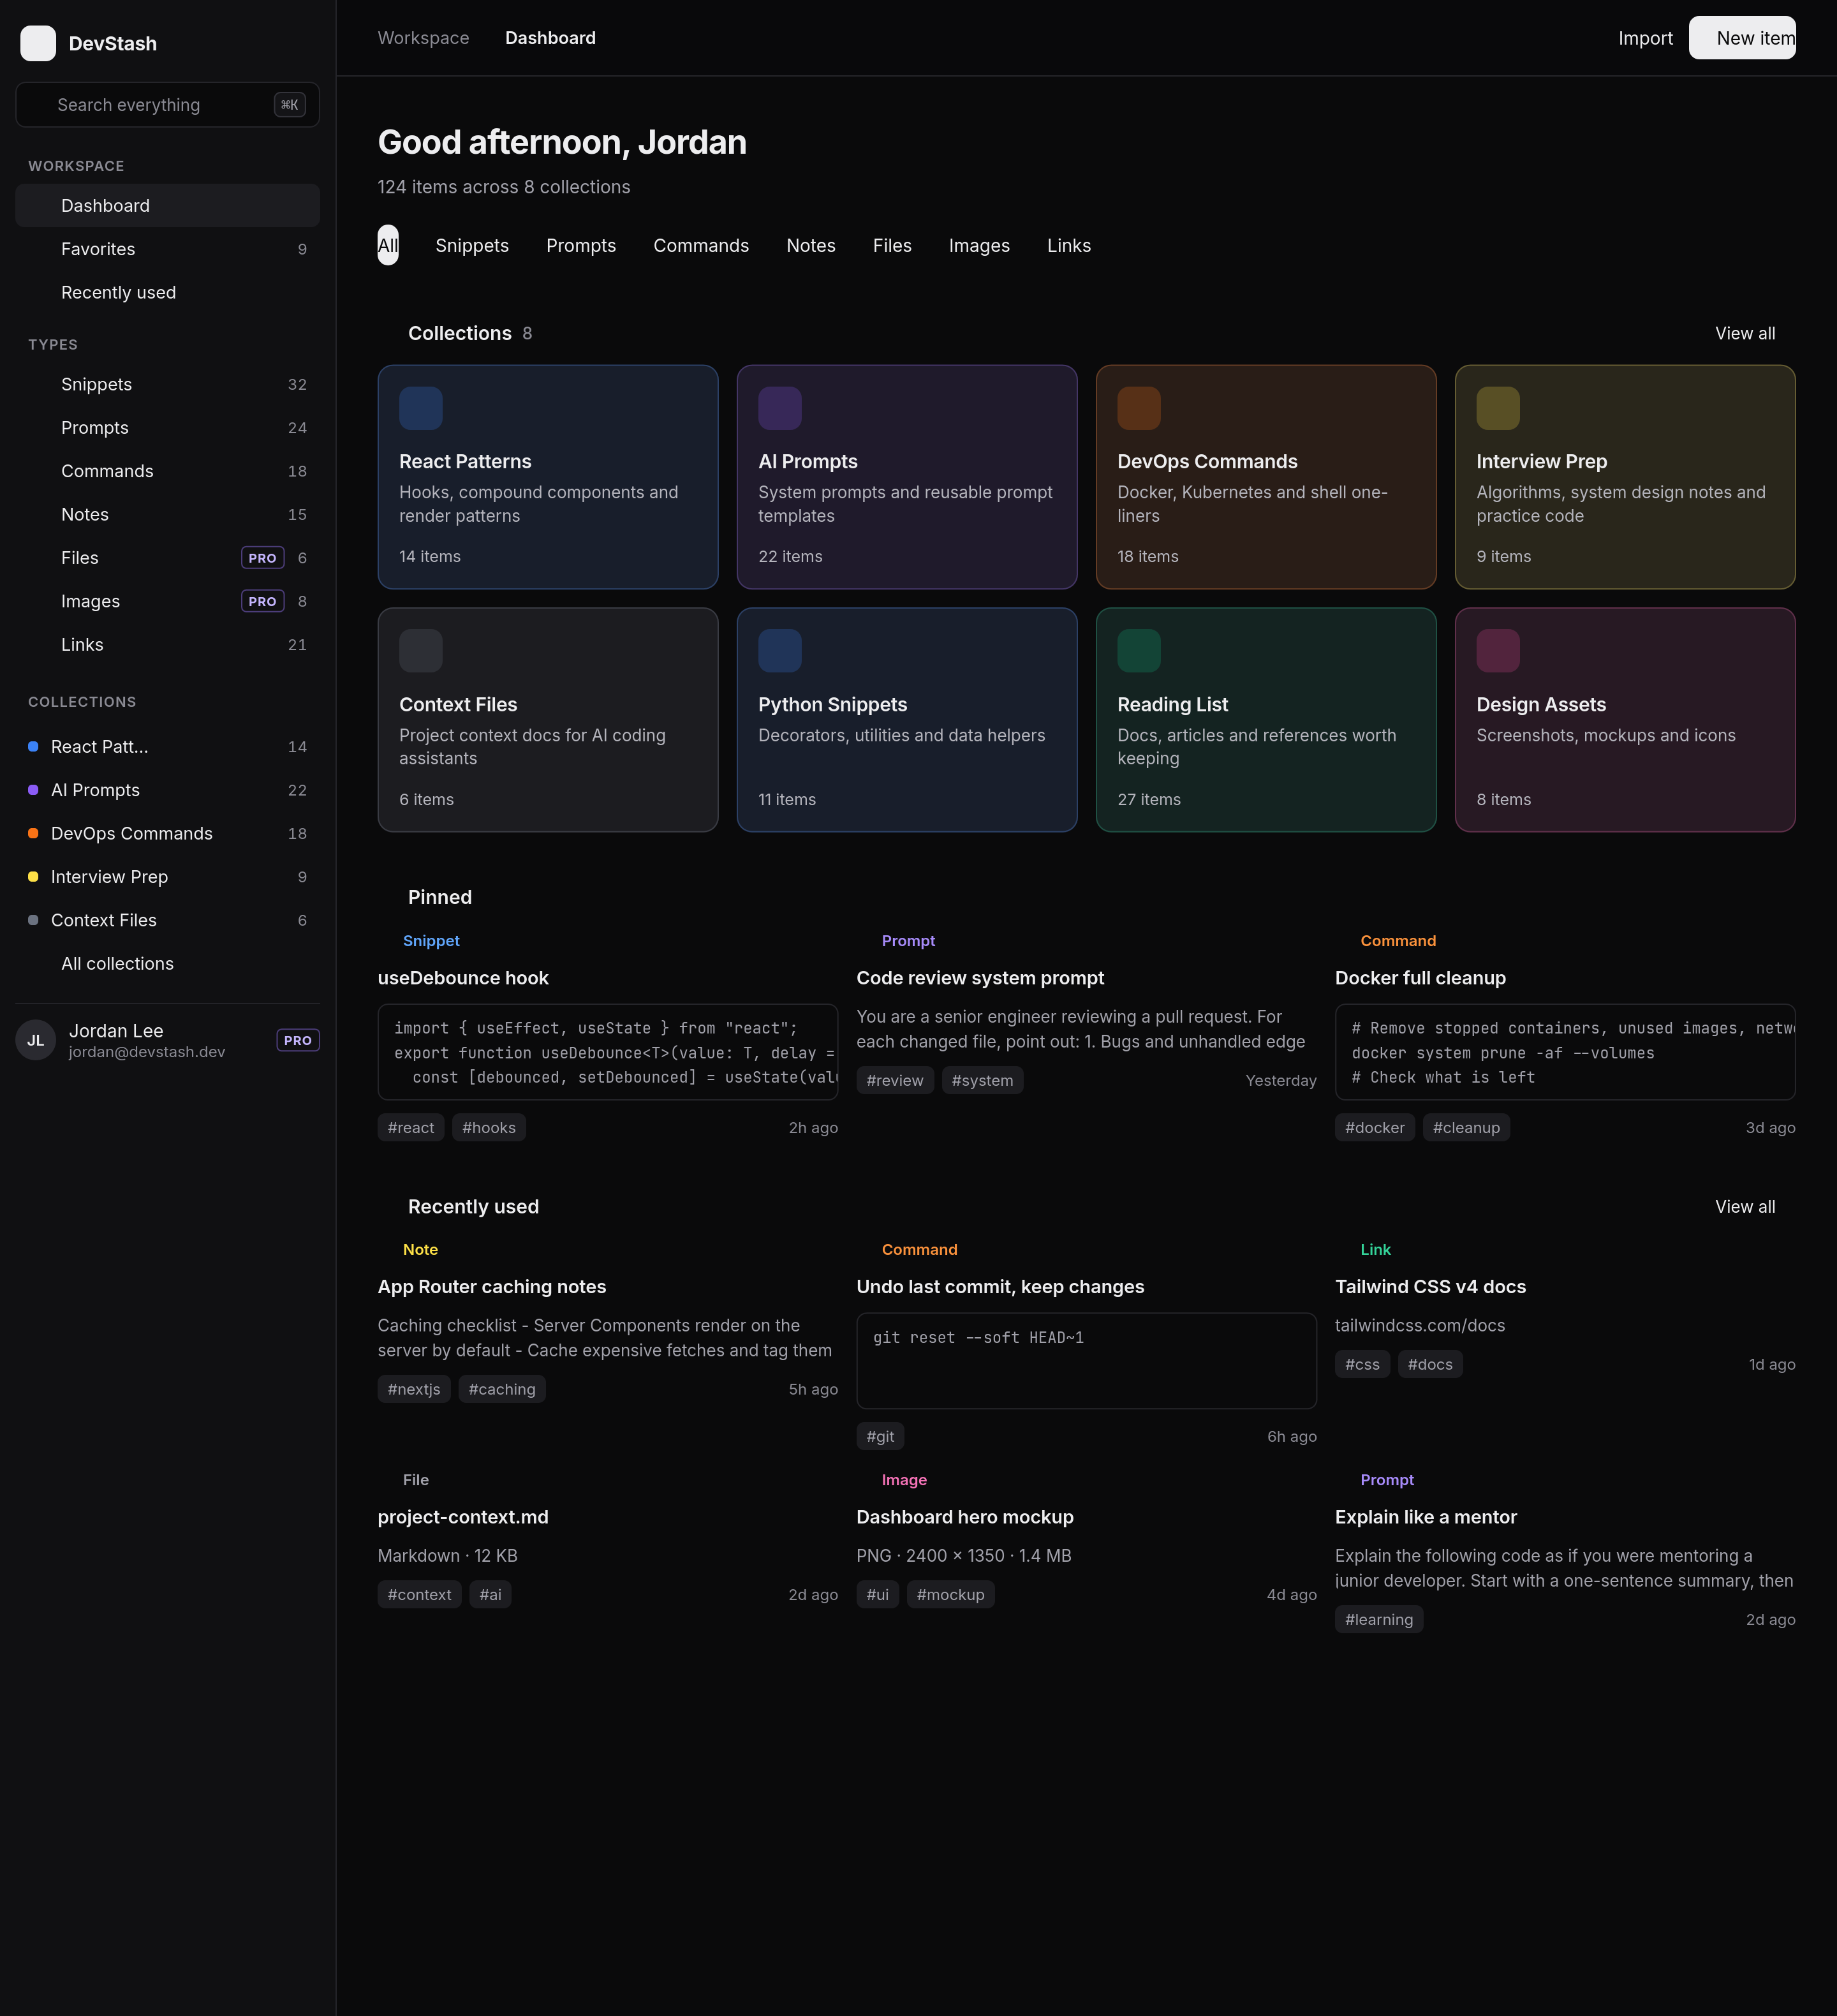 DevStash
Search everything ⌘K
WORKSPACE
Dashboard
Favorites 9
Recently used
TYPES
Snippets 32
Prompts 24
Commands 18
Notes 15
Files PRO 6
Images PRO 8
Links 21
COLLECTIONS
React Patt... 14
AI Prompts 22
DevOps Commands 18
Interview Prep 9
Context Files 6
All collections
JL
Jordan Lee
jordan@devstash.dev
PRO
Workspace Dashboard
Import New item
Good afternoon, Jordan
124 items across 8 collections
All Snippets Prompts Commands Notes Files Images Links
Collections 8
View all
React Patterns
Hooks, compound components and
render patterns
14 items
AI Prompts
System prompts and reusable prompt
templates
22 items
DevOps Commands
Docker, Kubernetes and shell one-
liners
18 items
Interview Prep
Algorithms, system design notes and
practice code
9 items
Context Files
Project context docs for AI coding
assistants
6 items
Python Snippets
Decorators, utilities and data helpers
11 items
Reading List
Docs, articles and references worth
keeping
27 items
Design Assets
Screenshots, mockups and icons
8 items
Pinned
Snippet
useDebounce hook
import { useEffect, useState } from "react";
export function useDebounce<T>(value: T, delay =
const [debounced, setDebounced] = useState(valu
#react #hooks 2h ago
Prompt
Code review system prompt
You are a senior engineer reviewing a pull request. For
each changed file, point out: 1. Bugs and unhandled edge
#review #system Yesterday
Command
Docker full cleanup
# Remove stopped containers, unused images, netw
docker system prune -af --volumes
# Check what is left
#docker #cleanup 3d ago
Recently used
View all
Note
App Router caching notes
Caching checklist - Server Components render on the
server by default - Cache expensive fetches and tag them
#nextjs #caching 5h ago
Command
Undo last commit, keep changes
git reset --soft HEAD~1
#git 6h ago
Link
Tailwind CSS v4 docs
tailwindcss.com/docs
#css #docs 1d ago
File
project-context.md
Markdown · 12 KB
#context #ai 2d ago
Image
Dashboard hero mockup
PNG · 2400 × 1350 · 1.4 MB
#ui #mockup 4d ago
Prompt
Explain like a mentor
Explain the following code as if you were mentoring a
junior developer. Start with a one-sentence summary, then
#learning 2d ago